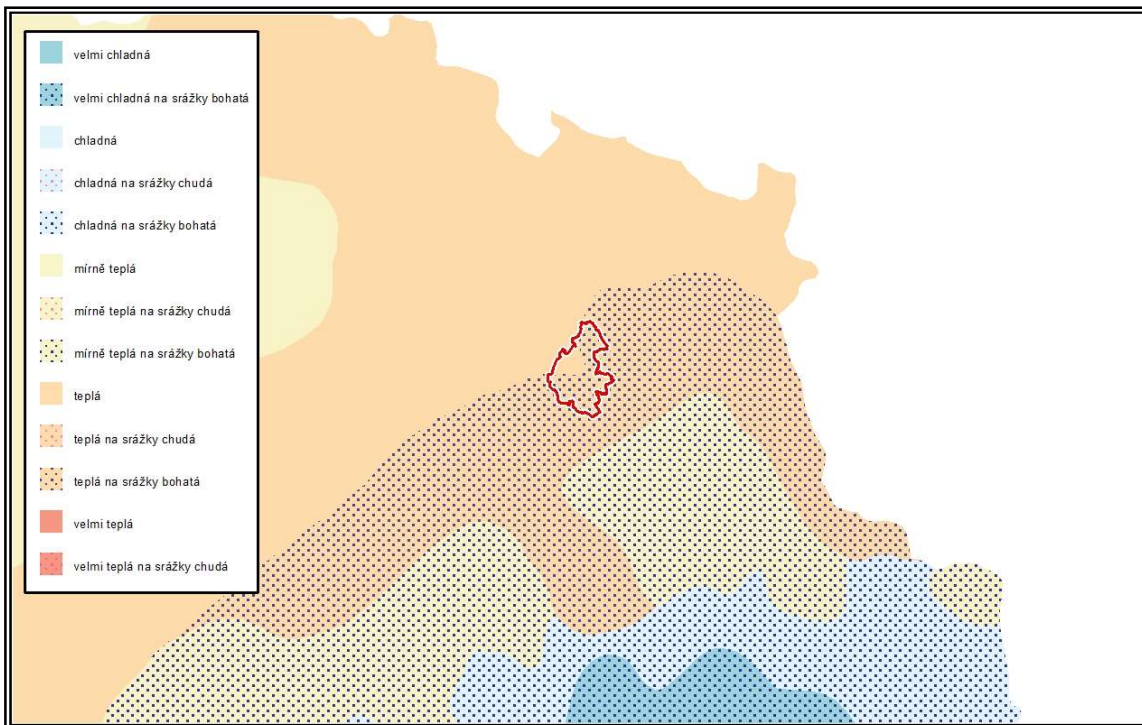 velmi chladná
velmi chladná na srážky bohatá
chladná
chladná na srážky chudá
chladná na srážky bohatá
mírně teplá
mírně teplá na srážky chudá
mírně teplá na srážky bohatá
teplá
teplá na srážky chudá
teplá na srážky bohatá
velmi teplá
velmi teplá na srážky chudá